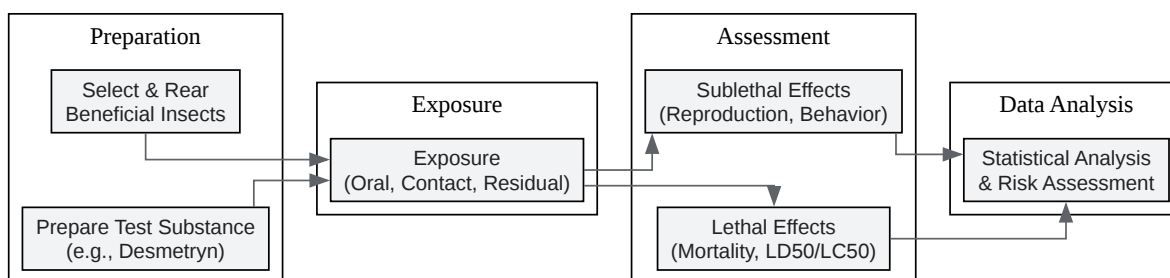 Preparation
Select & Rear
Beneficial Insects
Prepare Test Substance
(e.g., Desmetryn)
Exposure
Exposure
(Oral, Contact, Residual)
Assessment
Sublethal Effects
(Reproduction, Behavior)
Lethal Effects
(Mortality, LD50/LC50)
Data Analysis
Statistical Analysis
& Risk Assessment